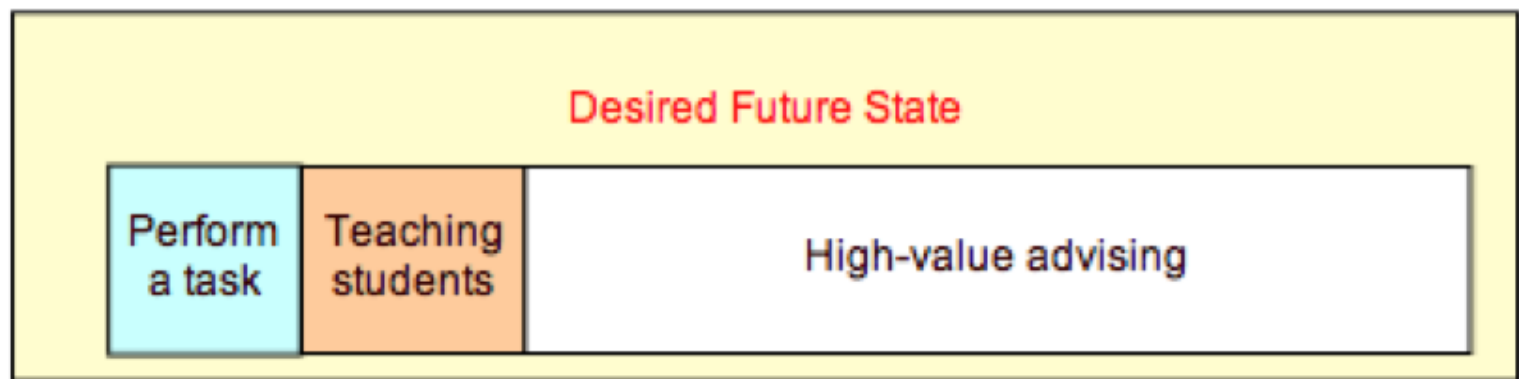 Desired Future State
Perform
a task
Teaching
students
High-value advising